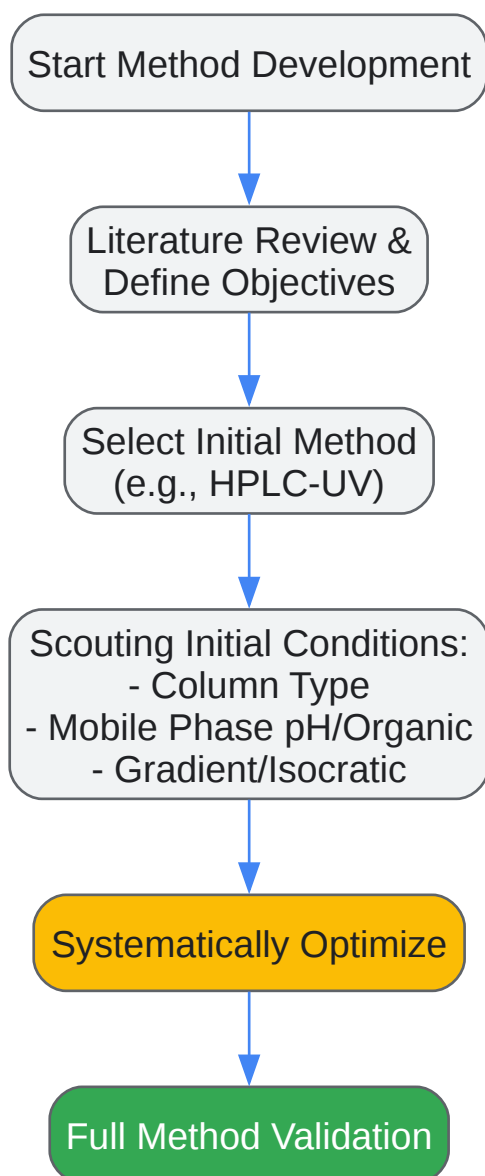 Start Method Development
Literature Review &
Define Objectives
Select Initial Method
(e.g., HPLC-UV)
Scouting Initial Conditions:
- Column Type
- Mobile Phase pH/Organic
- Gradient/Isocratic
Systematically Optimize
Full Method Validation